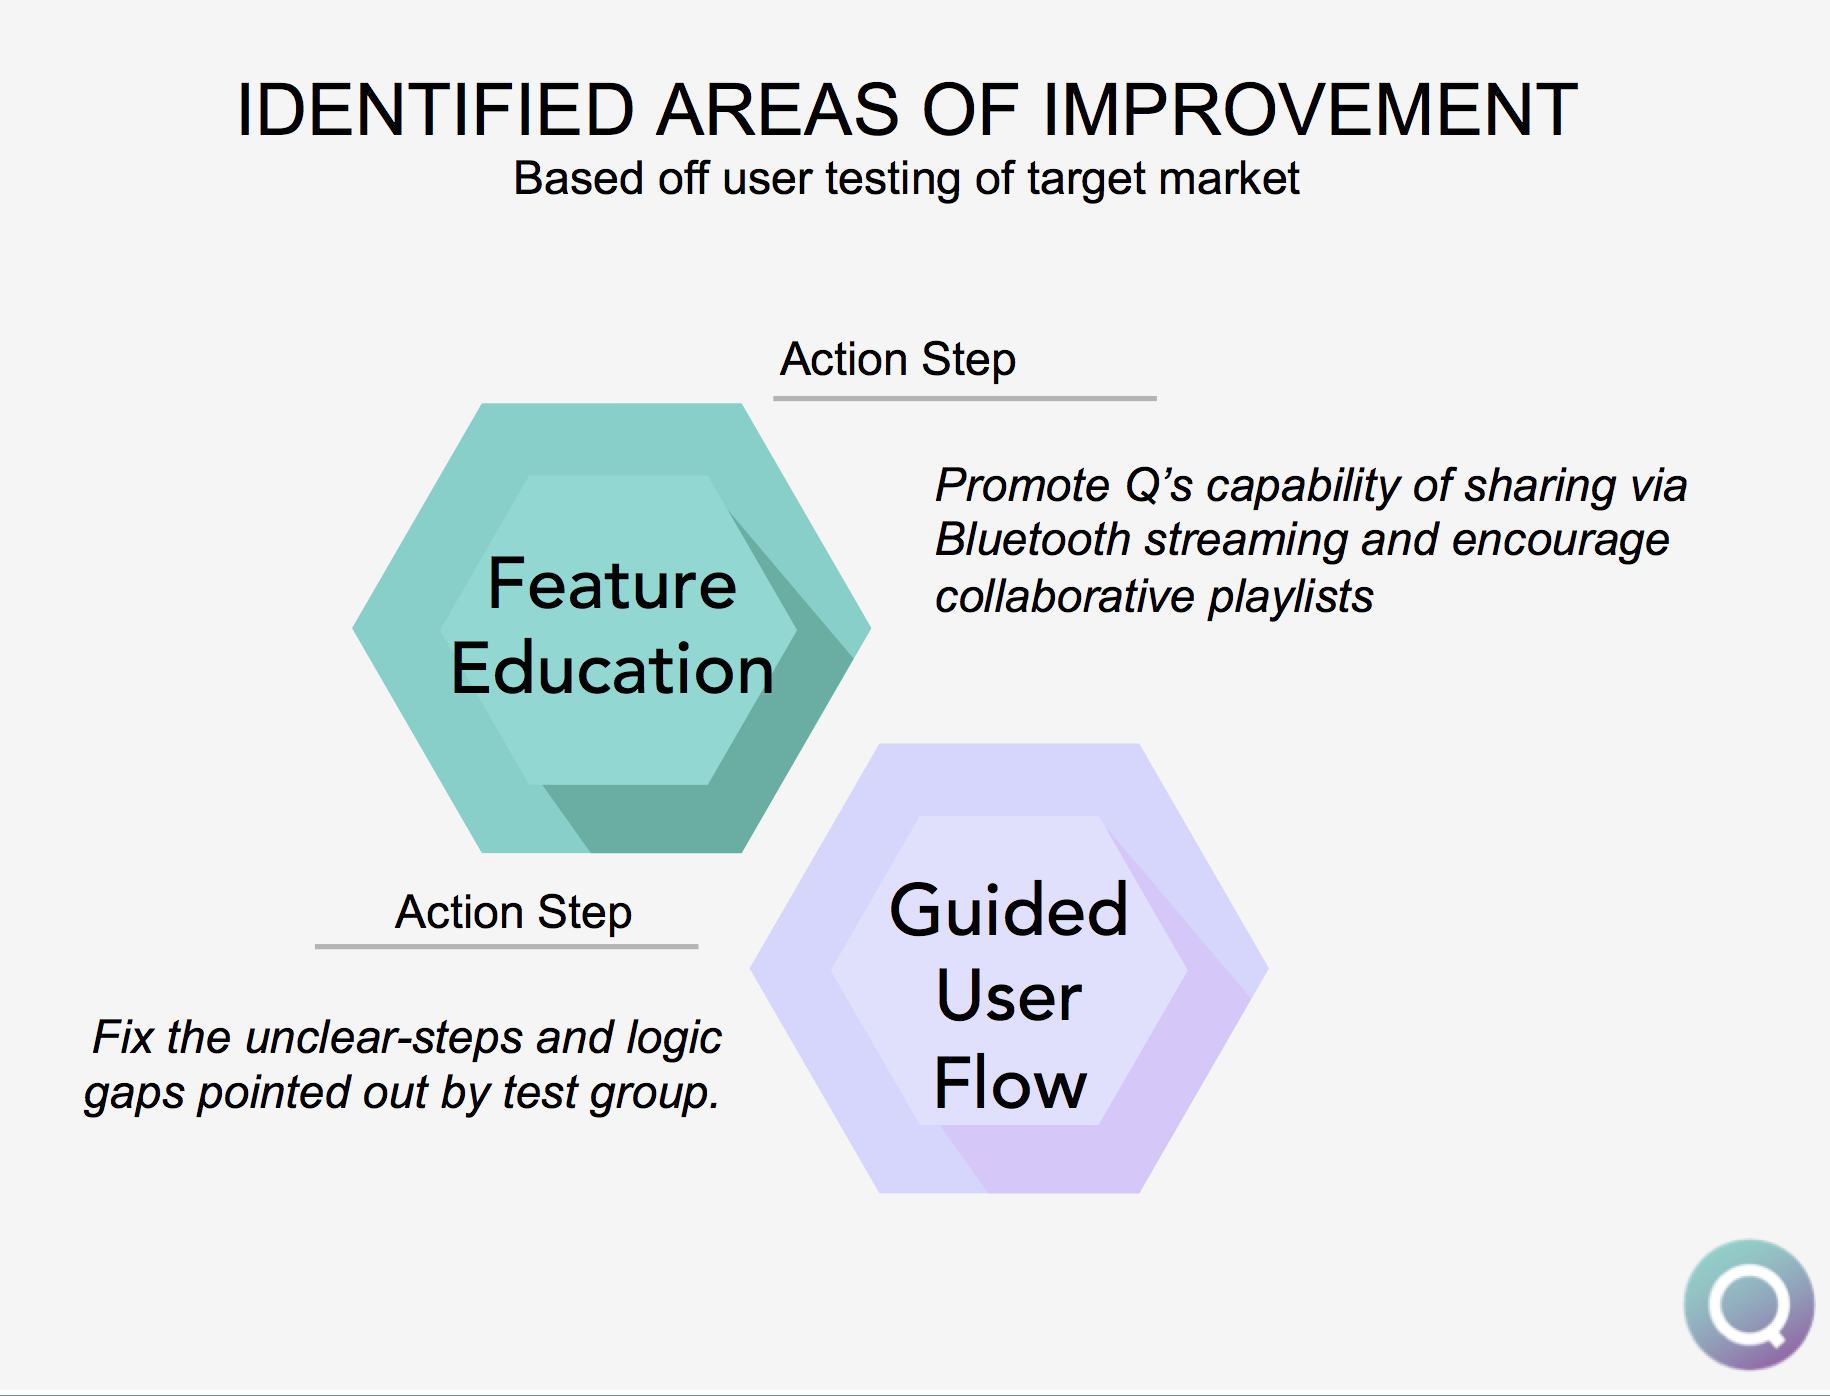 IDENTIFIED AREAS OF IMPROVEMENT
Based off user testing of target market
Action Step
Feature
Education
Promote Q’s capability of sharing via
Bluetooth streaming and encourage
collaborative playlists
Action Step
Fix the unclear-steps and logic
gaps pointed out by test group.
Guided
User
Flow
Q